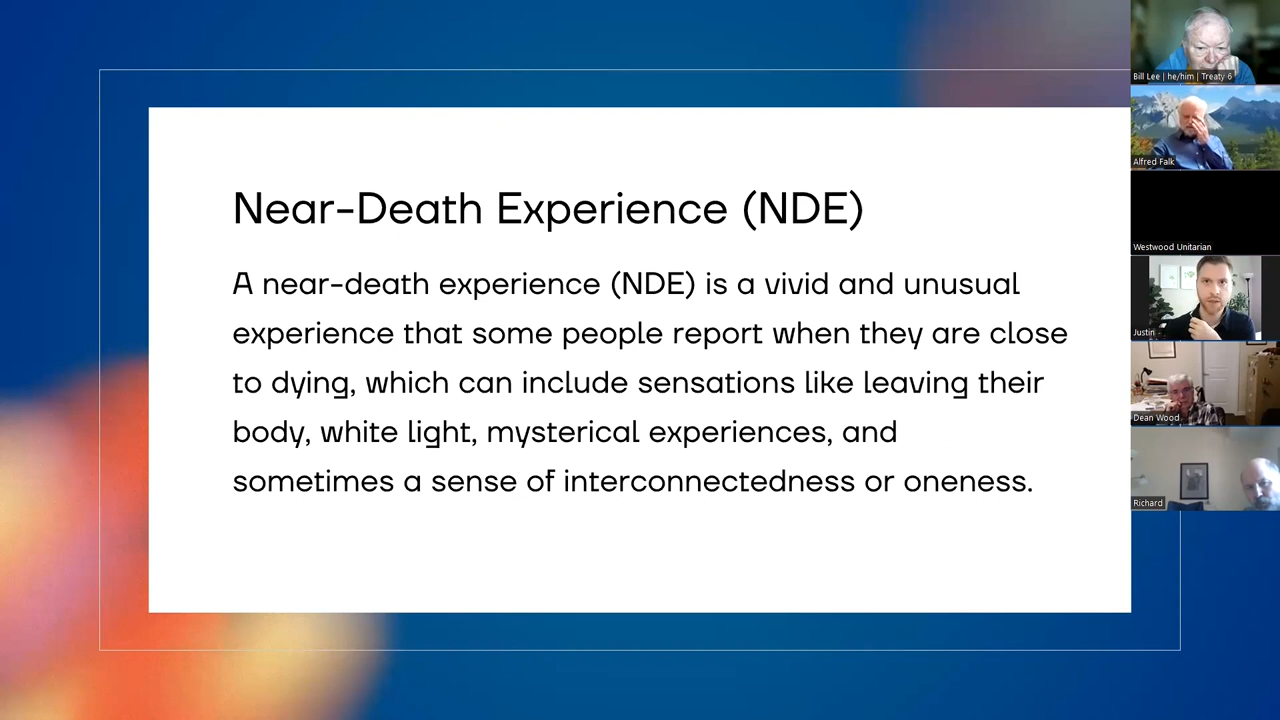 Near-Death Experience (NDE)
A near-death experience (NDE) is a vivid and unusual
experience that some people report when they are close
to dying, which can include sensations like leaving their
body, white light, mysterical experiences, and
sometimes a sense of interconnectedness or oneness.
Bill Lee | he/him | Treaty 6
Alfred Falk
Westwood Unitarian
Justin
Dean Wood
Richard